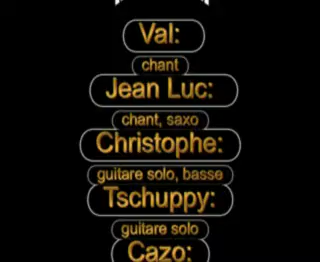 Val:
chant
Jean Luc:
chant, saxo
Christophe:
guitare solo, basse
Tschuppy:
guitare solo
Cazo: